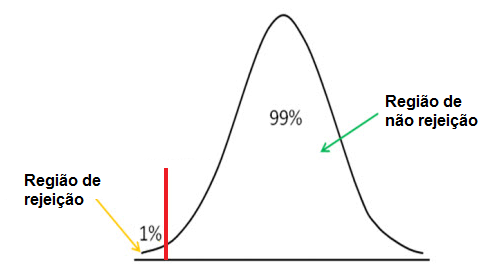 99%
Região de
não rejeição
Região de
rejeição
1%